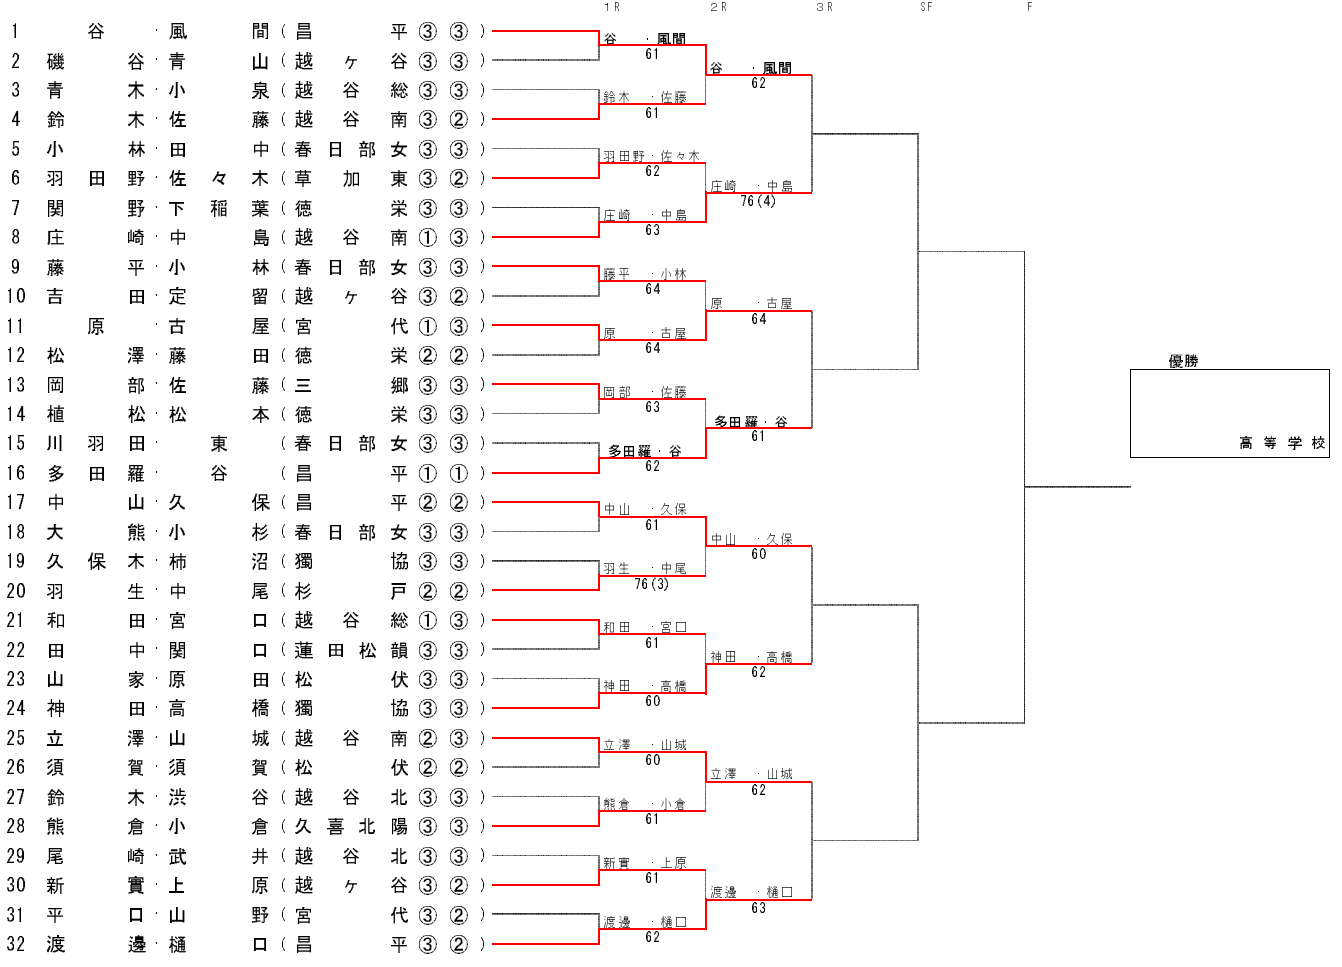 1R 2R 3R SF F
1 谷・風間（昌平③③）
2 磯谷・青山（越ヶ谷③③）
3 青木・小泉（越谷総③③）
4 鈴木・佐藤（越谷南③②）
5 小林・田中（春日部女③③）
6 羽田野・佐々木（草加東③②）
7 関野・下稲葉（徳栄③③）
8 庄崎・中島（越谷南①③）
9 藤平・小林（春日部女③③）
10 吉田・定留（越ヶ谷③②）
11 原・古屋（宮代①③）
12 松澤・藤田（徳栄②②）
13 岡部・佐藤（三郷③③）
14 植松・松本（徳栄③③）
15 川羽田・東（春日部女③③）
16 多田羅・谷（昌平①①）
17 中山・久保（昌平②②）
18 大熊・小杉（春日部女③③）
19 久保木・柿沼（獨協③③）
20 羽生・中尾（杉戸②②）
21 和田・宮口（越谷総①③）
22 田中・関口（蓮田松韻③③）
23 山家・原田（松伏③③）
24 神田・高橋（獨協③③）
25 立澤・山城（越谷南②③）
26 須賀・須賀（松伏②②）
27 鈴木・渋谷（越谷北③③）
28 熊倉・小倉（久喜北陽③③）
29 尾崎・武井（越谷北③③）
30 新實・上原（越ヶ谷③②）
31 平口・山野（宮代③②）
32 渡邊・樋口（昌平③②）
谷・風間
61
鈴木・佐藤
61
羽田野・佐々木
62
庄崎・中島
63
藤平・小林
64
原・古屋
64
岡部・佐藤
63
多田羅・谷
62
中山・久保
61
羽生・中尾
76(3)
和田・宮口
61
神田・高橋
60
立澤・山城
60
熊倉・小倉
61
新實・上原
61
渡邊・樋口
62
谷・風間
62
庄崎・中島
76(4)
原・古屋
64
多田羅・谷
61
中山・久保
60
神田・高橋
62
立澤・山城
62
渡邊・樋口
63
優勝
高等学校